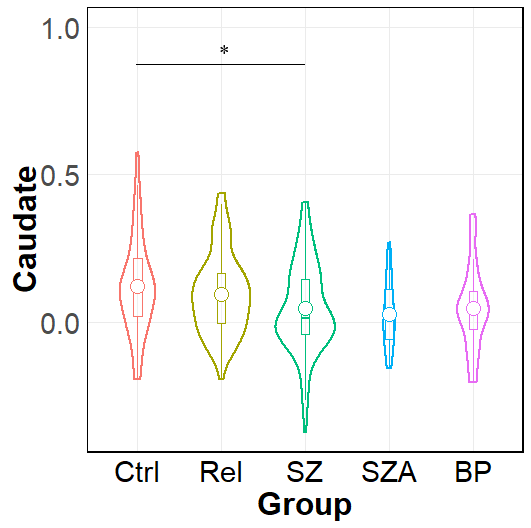 1.0
*
0.5
Caudate
0.0
Ctrl Rel SZ SZA BP
Group